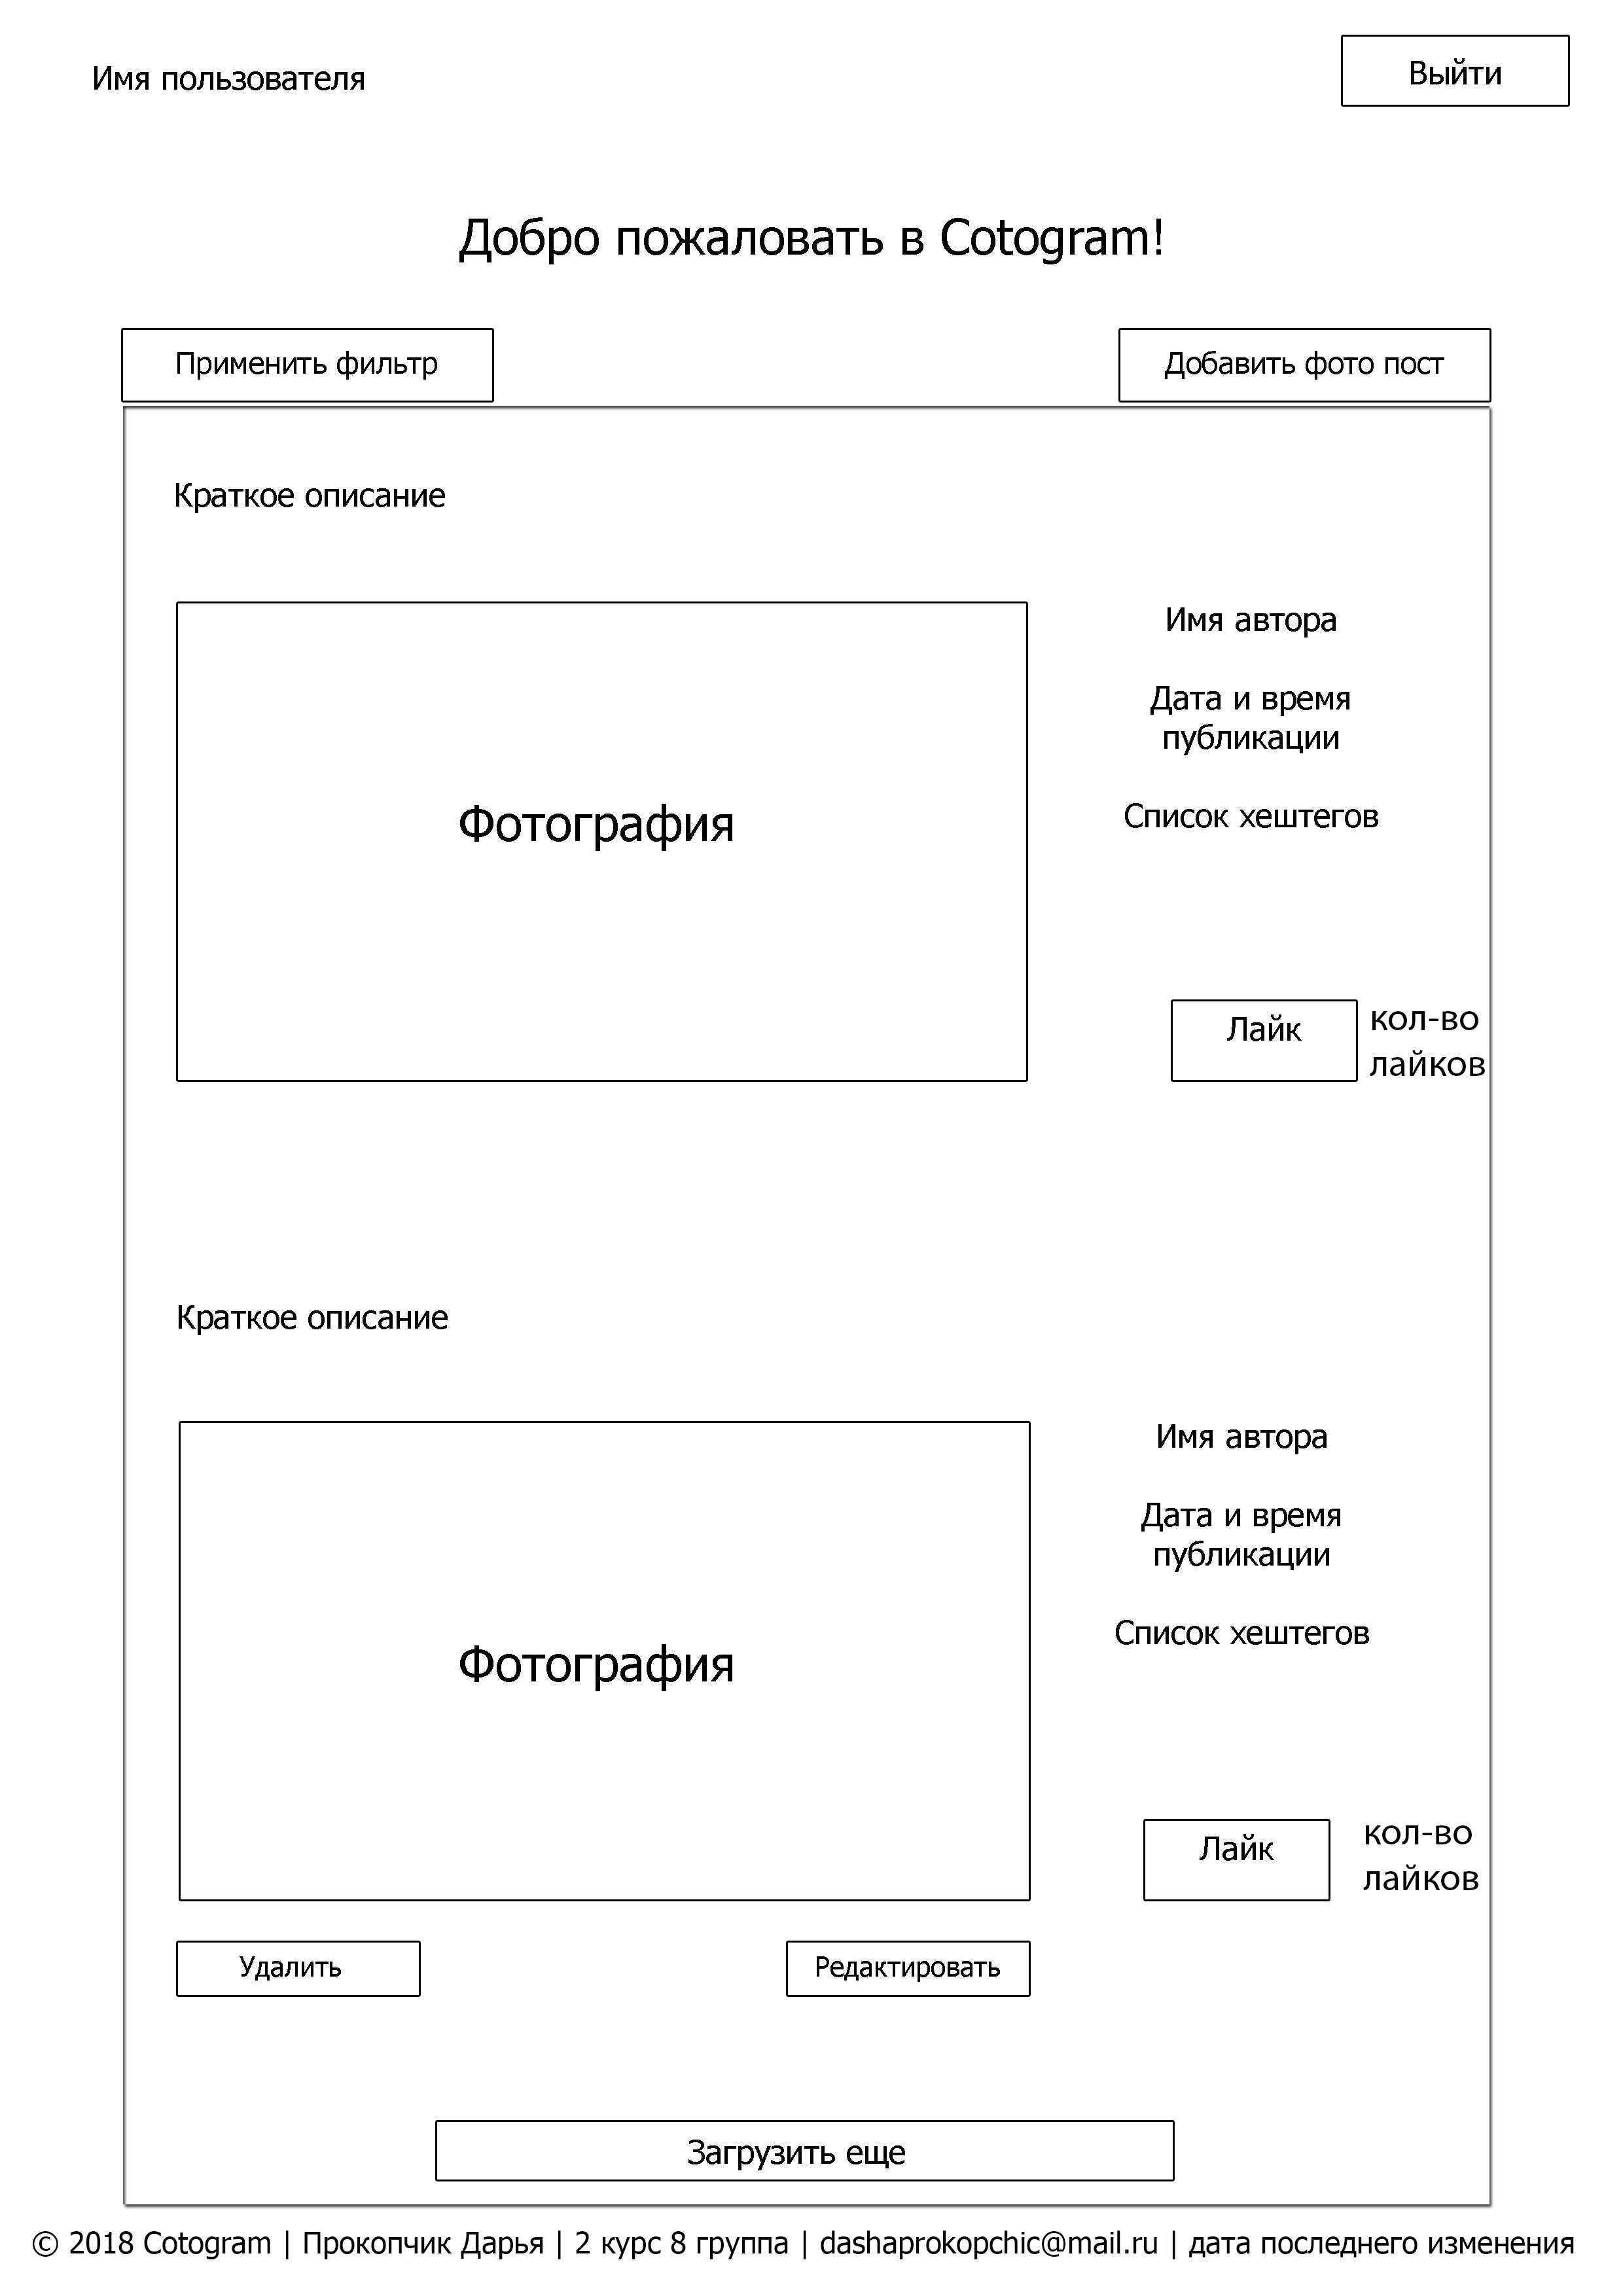 Имя пользователя
Выйти
Добро пожаловать в Cotogram!
Применить фильтр
Добавить фото пост
Краткое описание
Фотография
Имя автора
Дата и время
публикации
Список хештегов
Лайк
кол-во
лайков
Краткое описание
Фотография
Имя автора
Дата и время
публикации
Список хештегов
Лайк
кол-во
лайков
Удалить
Редактировать
Загрузить еще
© 2018 Cotogram | Прокопчик Дарья | 2 курс 8 группа | dashaprokopchic@mail.ru | дата последнего изменения